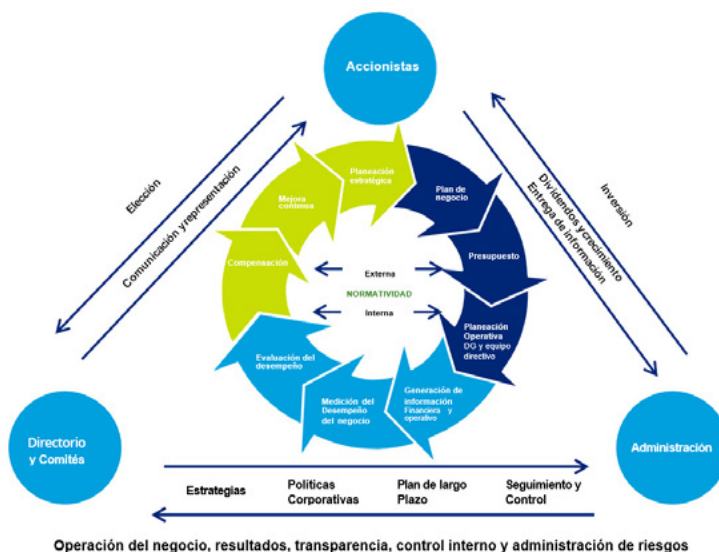 Accionistas
Elección
Comunicación y representación
Inversión
Dividendos y crecimiento
Entrega de información
Planeación
estratégica
Plan de
negocio
Presupuesto
Planeación
Operativa
DG y equipo
directivo
Generación de
información
Financiera y
operativo
Medición del
Desempeño
del negocio
Evaluación del
desempeño
Compensación
Mejora
continua
Externa
NORMATIVIDAD
Interna
Directorio
y Comités
Administración
Estrategias
Políticas
Corporativas
Plan de largo
Plazo
Seguimiento y
Control
Operación del negocio, resultados, transparencia, control interno y administración de riesgos